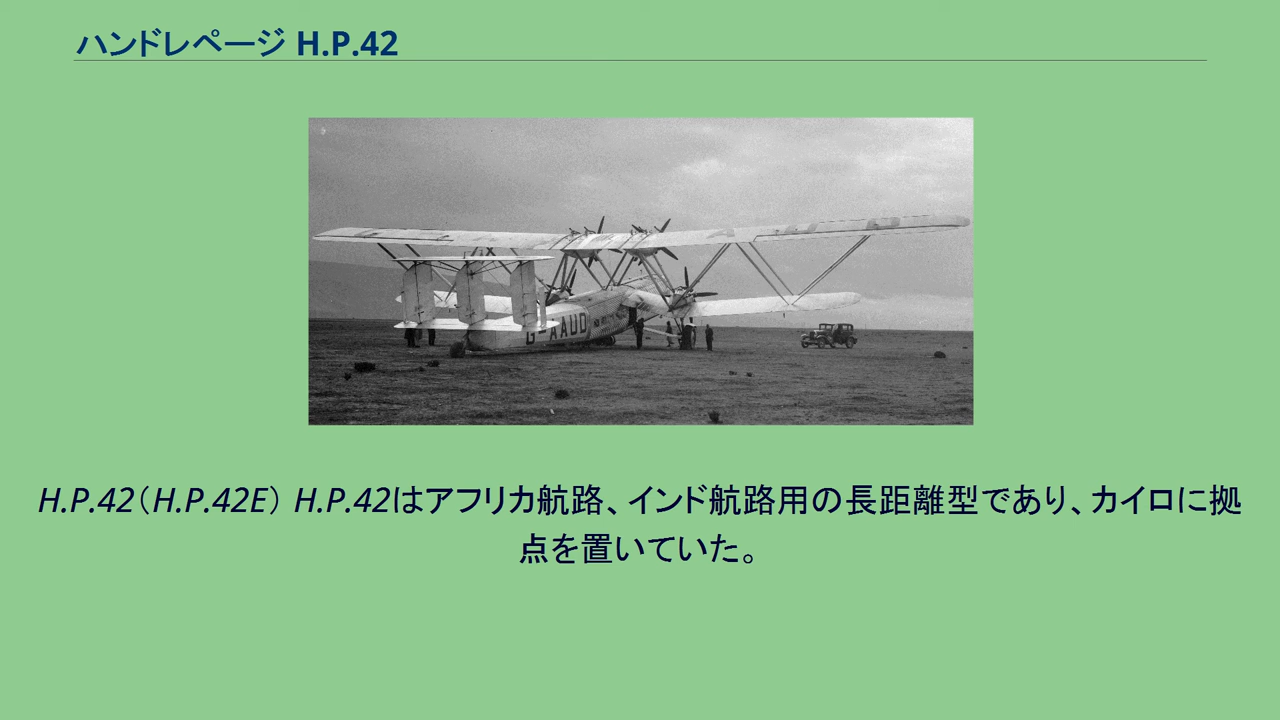 ハンドレページ H.P.42
G-AAUD
H.P.42（H.P.42E） H.P.42はアフリカ航路、インド航路用の長距離型であり、カイロに拠
点を置いていた。